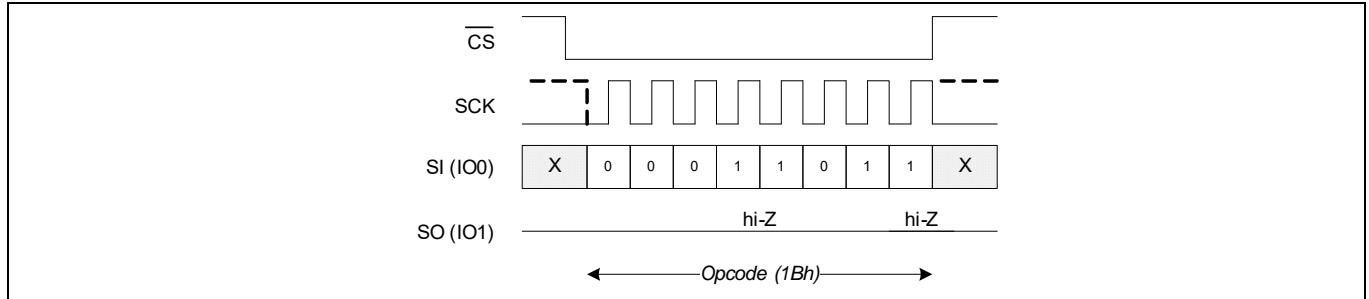 CS
SCK
SI (IO0) X 0 0 0 1 1 0 1 1 X
hi-Z hi-Z
SO (IO1)
Opcode (1Bh)